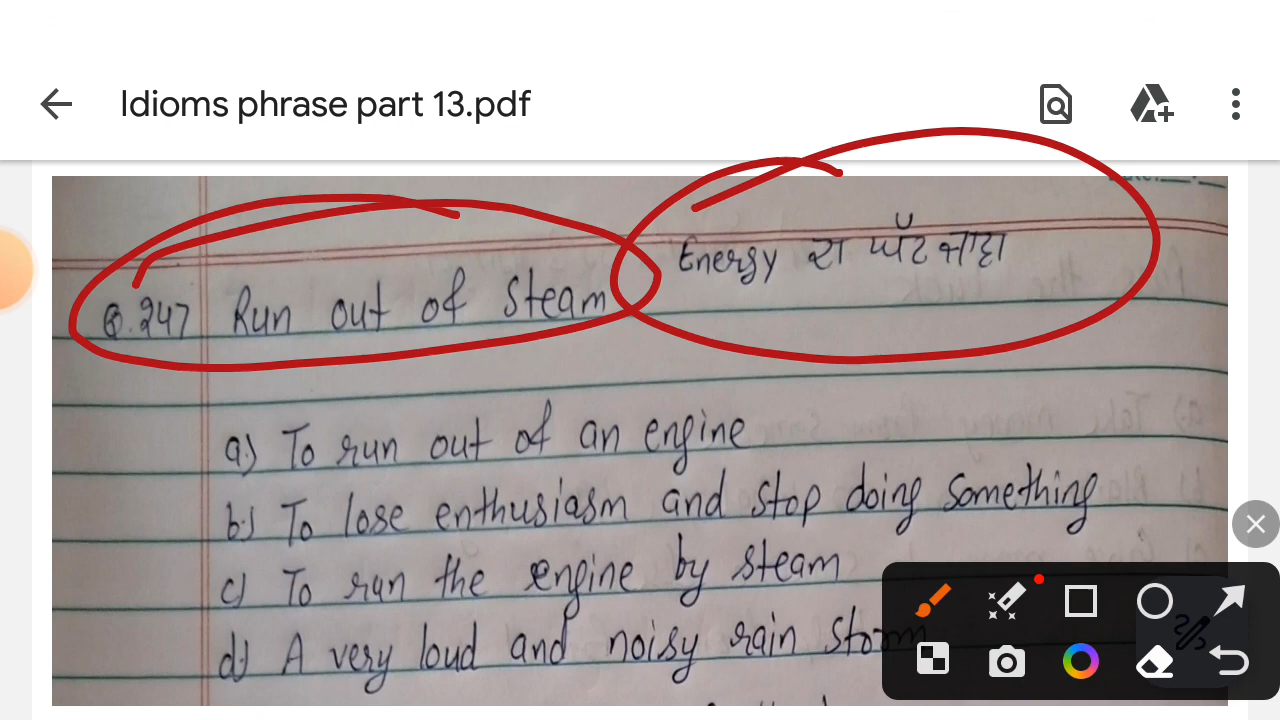 Idioms phrase part 13.pdf
Energy रा
Q.247 Run out of steam
a) To run out of an engine
b) To lose enthusiasm and stop doing something
c) To run the engine by steam
d) A very loud and noisy rain storm